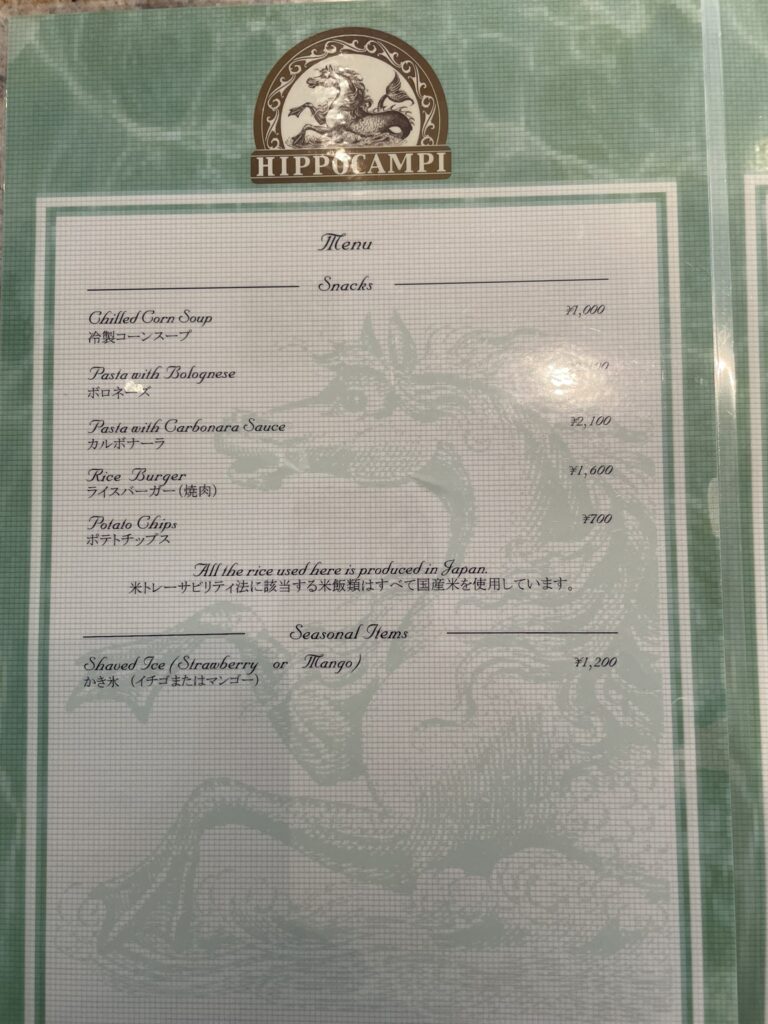 HIPPOCAMPI
Menu
Snacks
Chilled Corn Soup ¥1,000
冷製コーンスープ
Pasta with Bolognese
ボロネーズ
Pasta with Carbonara Sauce ¥2,100
カルボナーラ
Rice Burger ¥1,600
ライスバーガー(焼肉)
Potato Chips ¥700
ポテトチップス
All the rice used here is produced in Japan.
米トレーサビリティ法に該当する米飯類はすべて国産米を使用しています。
Seasonal Items
Shaved Ice (Strawberry or Mango) ¥1,200
かき氷 (イチゴまたはマンゴー)